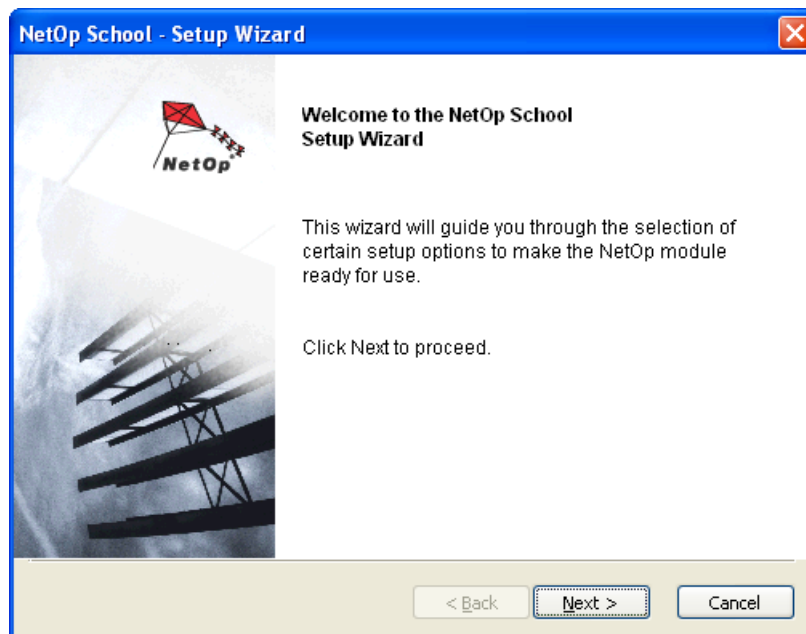 NetOp School - Setup Wizard
NetOp®
Welcome to the NetOp School
Setup Wizard
This wizard will guide you through the selection of
certain setup options to make the NetOp module
ready for use.
Click Next to proceed.
< Back
Next >
Cancel